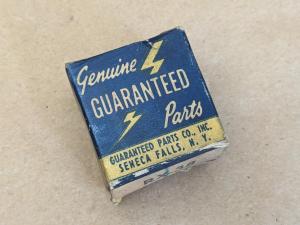 Genuine
GUARANTEED
Parts
GUARANTEED PARTS CO., INC.
SENECA FALLS, N. Y.